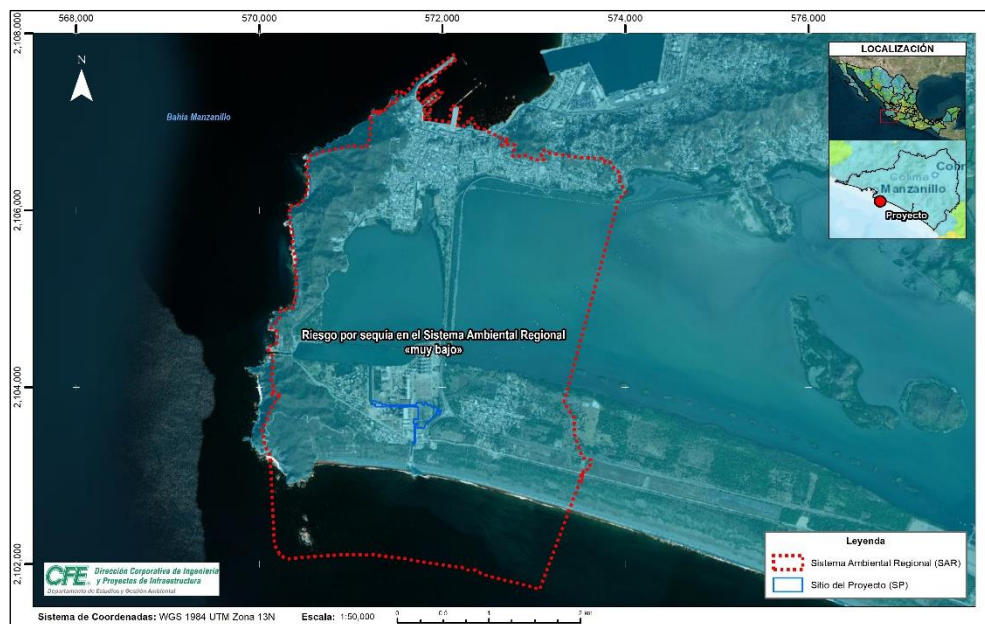 568,000
570,000
572,000
574,000
576,000
2,108,000
2,106,000
2,104,000
2,102,000
N
Bahía Manzanillo
LOCALIZACIÓN
Colima
Manzanillo
Proyecto
Riesgo por sequía en el Sistema Ambiental Regional
«muy bajo»
CFE
Dirección Corporativa de Ingeniería
y Proyectos de Infraestructura
Departamento de Estudios y Gestión Ambiental
Leyenda
Sistema Ambiental Regional (SAR)
Sitio del Proyecto (SP)
Sistema de Coordenadas: WGS 1984 UTM Zona 13N
Escala: 1:50,000
0 0.5 1 2 km